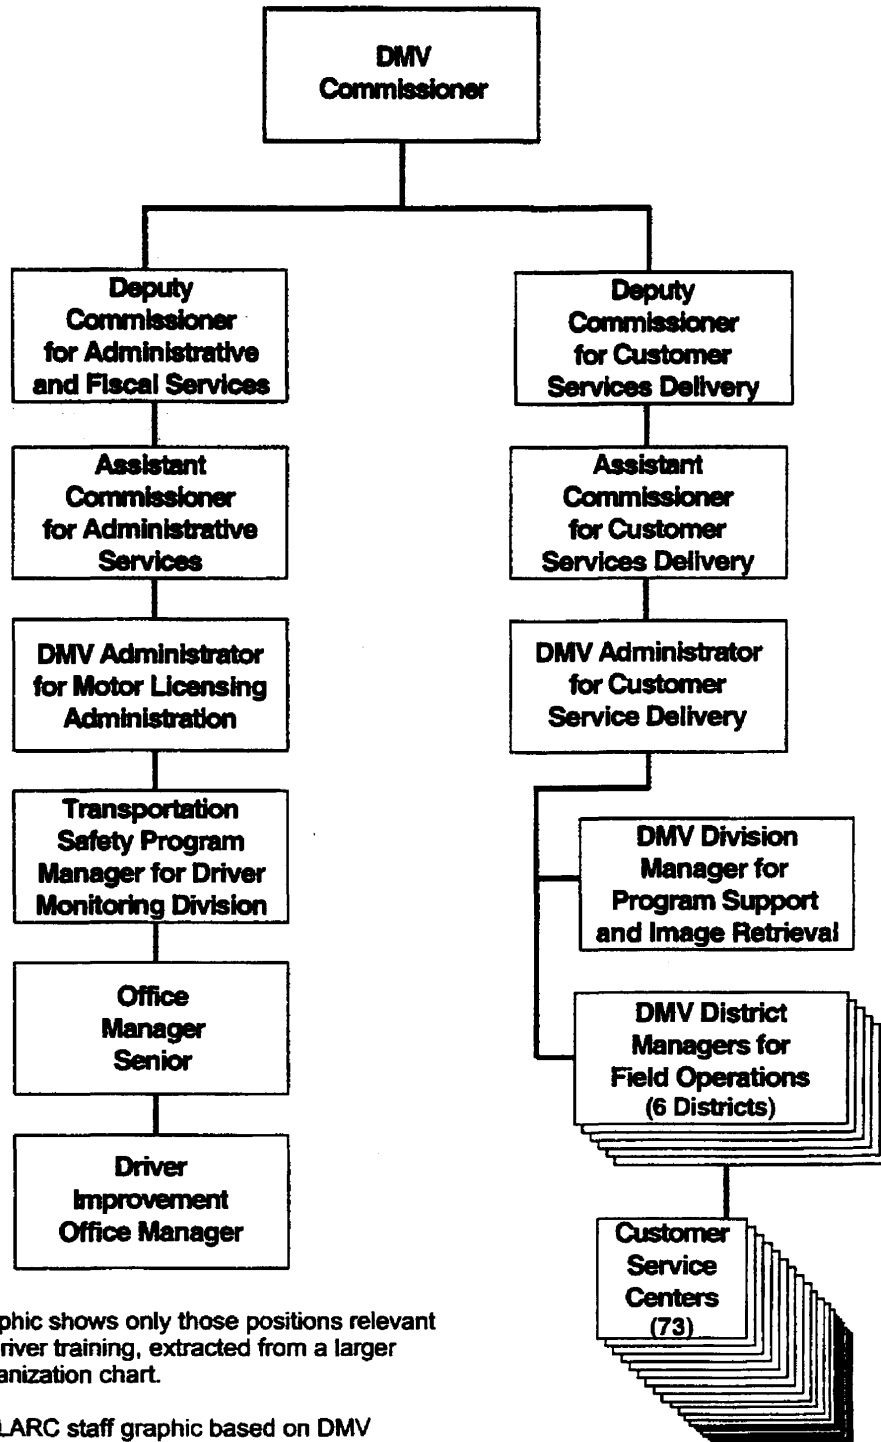 DMV
Commissioner
Deputy
Commissioner
for Administrative
and Fiscal Services
Deputy
Commissioner
for Customer
Services Delivery
Assistant
Commissioner
for Administrative
Services
Assistant
Commissioner
for Customer
Services Delivery
DMV Administrator
for Motor Licensing
Administration
DMV Administrator
for Customer
Service Delivery
Transportation
Safety Program
Manager for Driver
Monitoring Division
DMV Division
Manager for
Program Support
and Image Retrieval
Office
Manager
Senior
DMV District
Managers for
Field Operations
(6 Districts)
Driver
Improvement
Office Manager
Customer
Service
Centers
(73)
phic shows only those positions relevant
river training, extracted from a larger
anization chart.
LARC staff graphic based on DMV